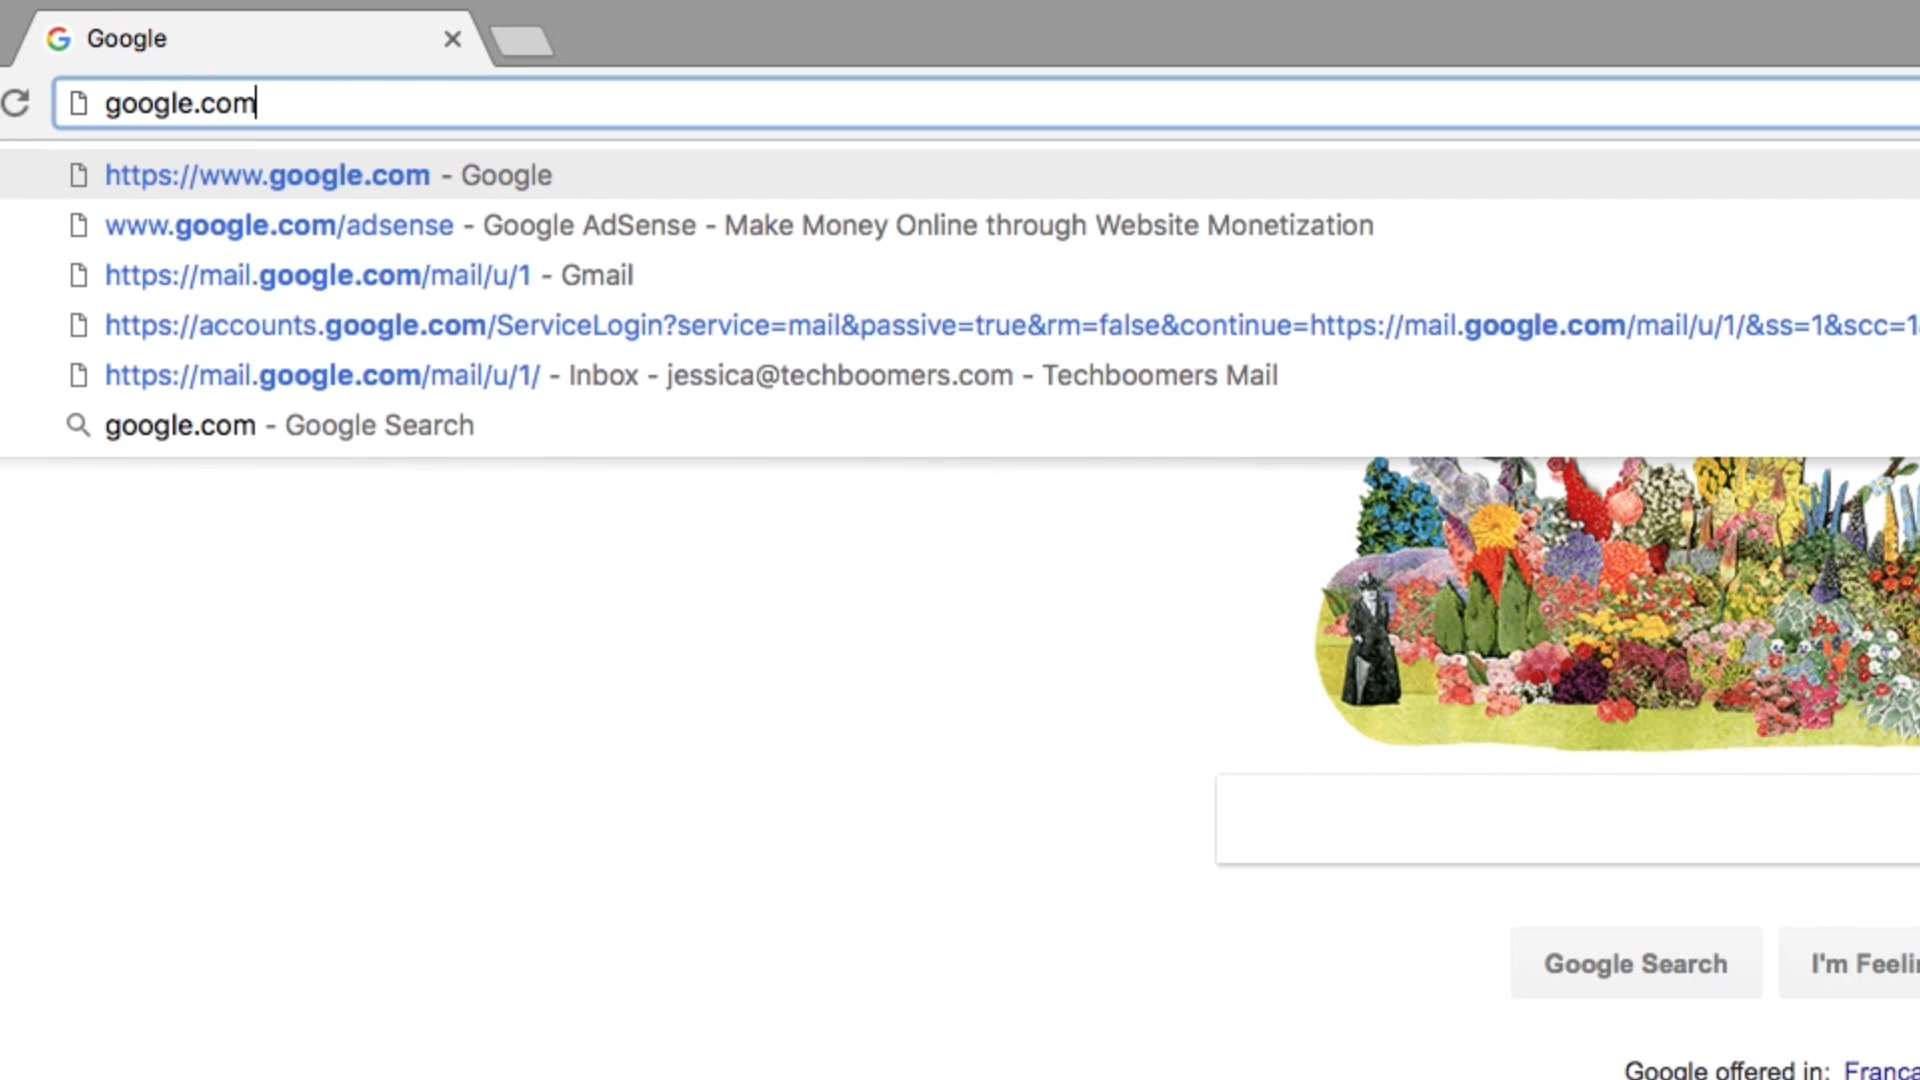 Google
google.com
https://www.google.com - Google
www.google.com/adsense - Google AdSense - Make Money Online through Website Monetization
https://mail.google.com/mail/u/1 - Gmail
https://accounts.google.com/ServiceLogin?service=mail&passive=true&rm=false&continue=https://mail.google.com/mail/u/1/&ss=1&scc=1
https://mail.google.com/mail/u/1/ - Inbox - jessica@techboomers.com - Techboomers Mail
google.com - Google Search
Google Search I'm Feeli
Google offered in: França